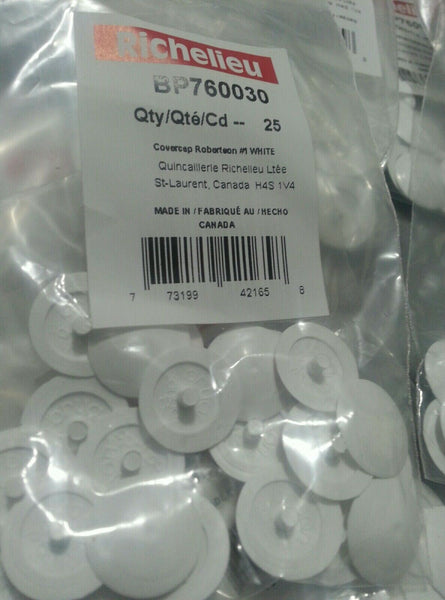 Richelieu
BP760030
Qty/Qté/Cd -- 25
Covercap Robertson #1 WHITE
Quincaillerie Richelieu Ltée
St-Laurent, Canada H4S 1V4
MADE IN / FABRIQUÉ AU / HECHO
CANADA
7 73199 42165 8